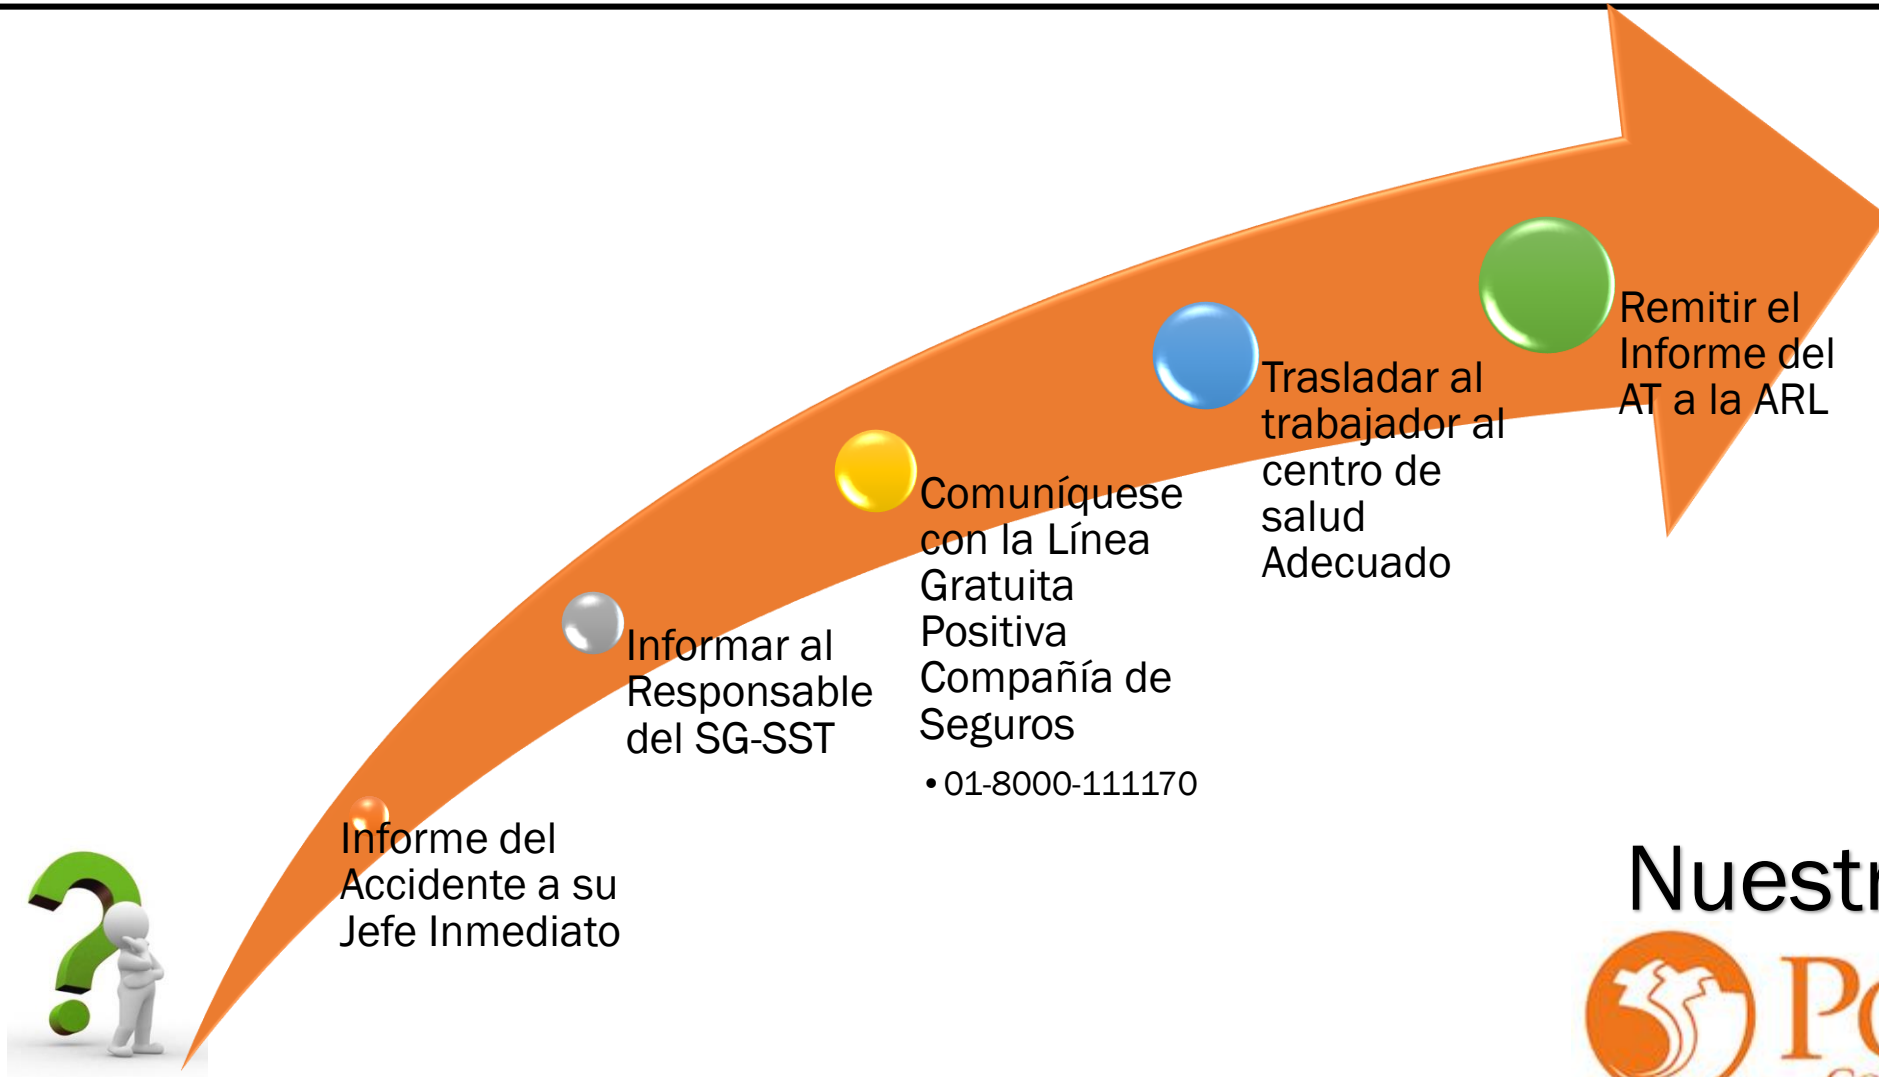 Informe del
Accidente a su
Jefe Inmediato
Informar al
Responsable
del SG-SST
Comuníquese
con la Línea
Gratuita
Positiva
Compañía de
Seguros
• 01-8000-111170
Trasladar al
trabajador al
centro de
salud
Adecuado
Remitir el
Informe del
AT a la ARL